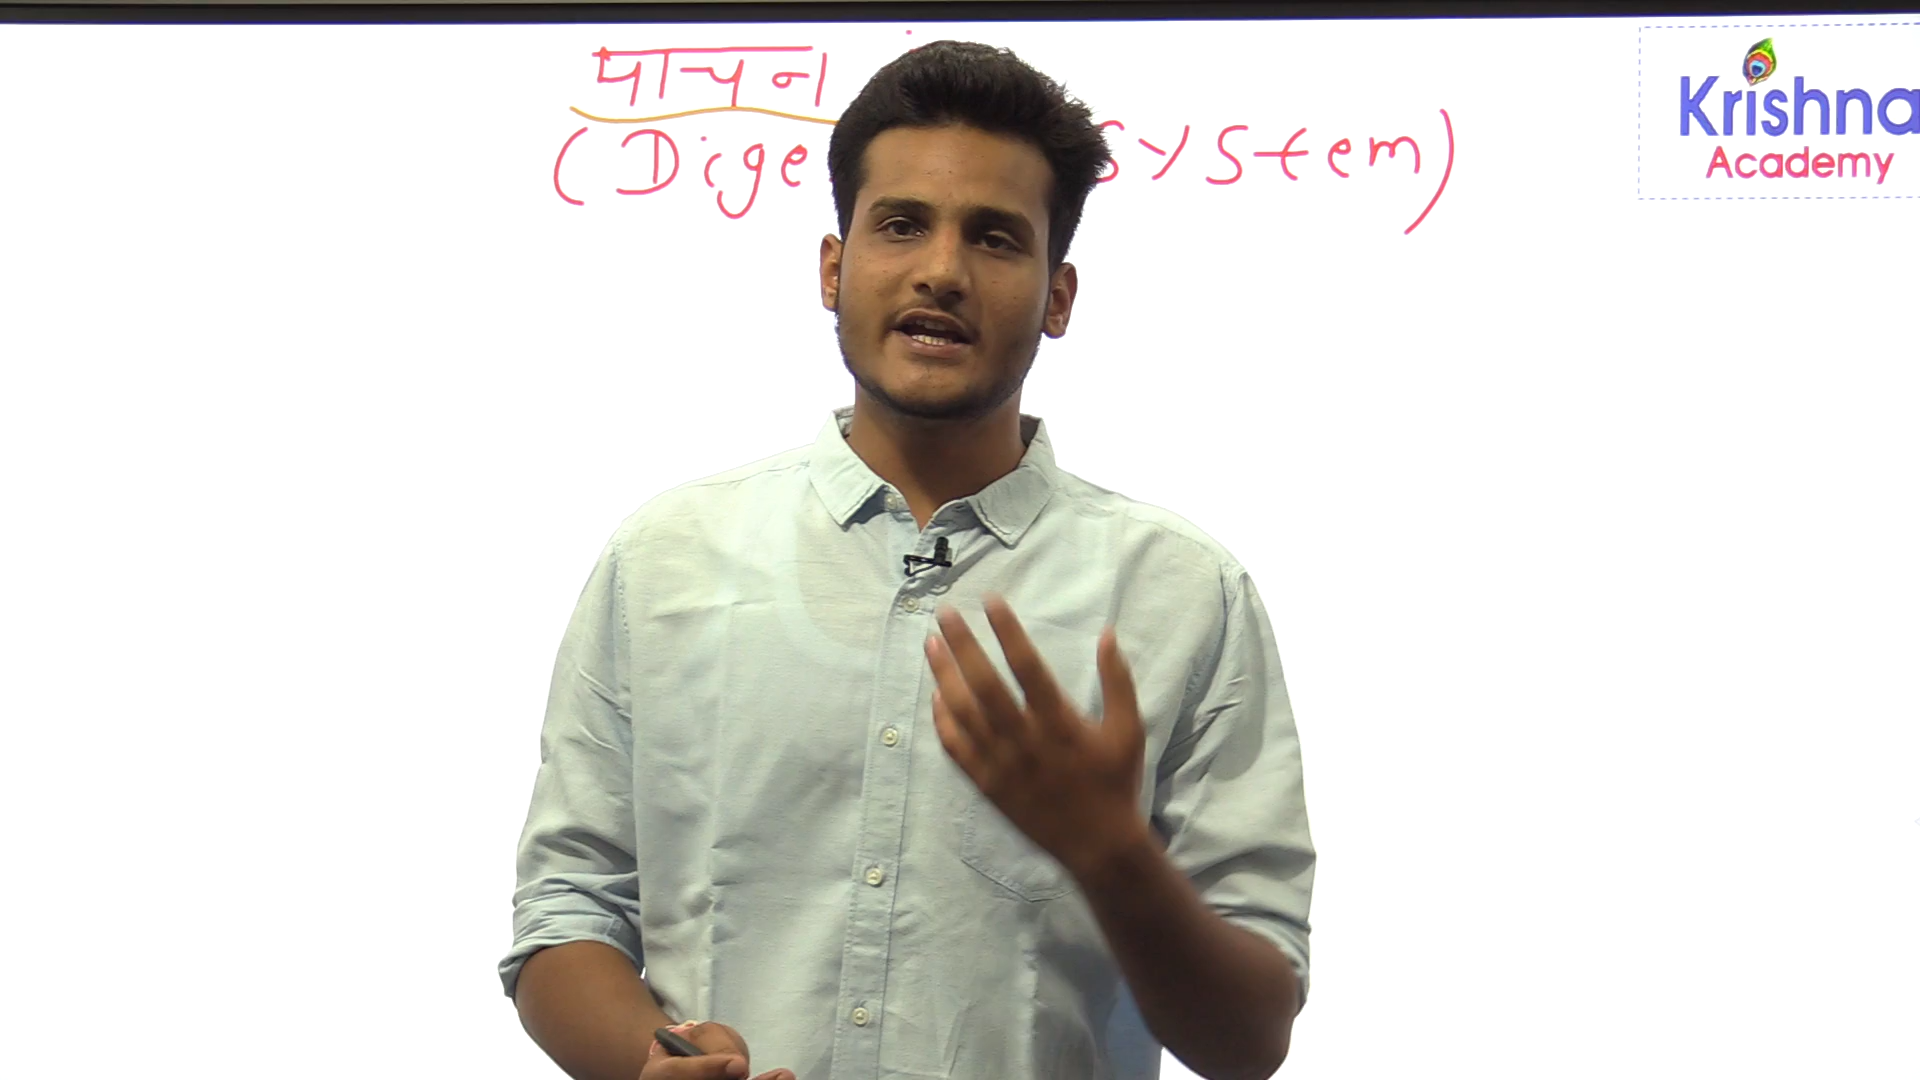 पाचन
(Dige System)
Krishna
Academy